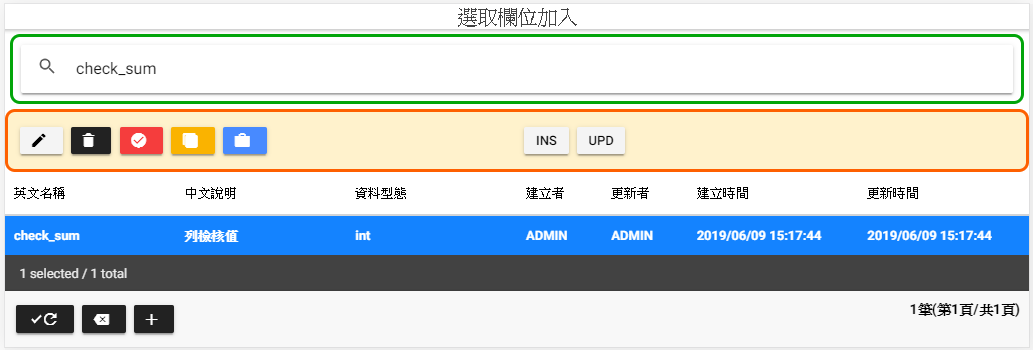 選取欄位加入
check_sum
INS UPD
英文名稱 中文說明 資料型態 建立者 更新者 建立時間 更新時間
check_sum 列檢核值 int ADMIN ADMIN 2019/06/09 15:17:44 2019/06/09 15:17:44
1 selected / 1 total
1筆(第1頁/共1頁)